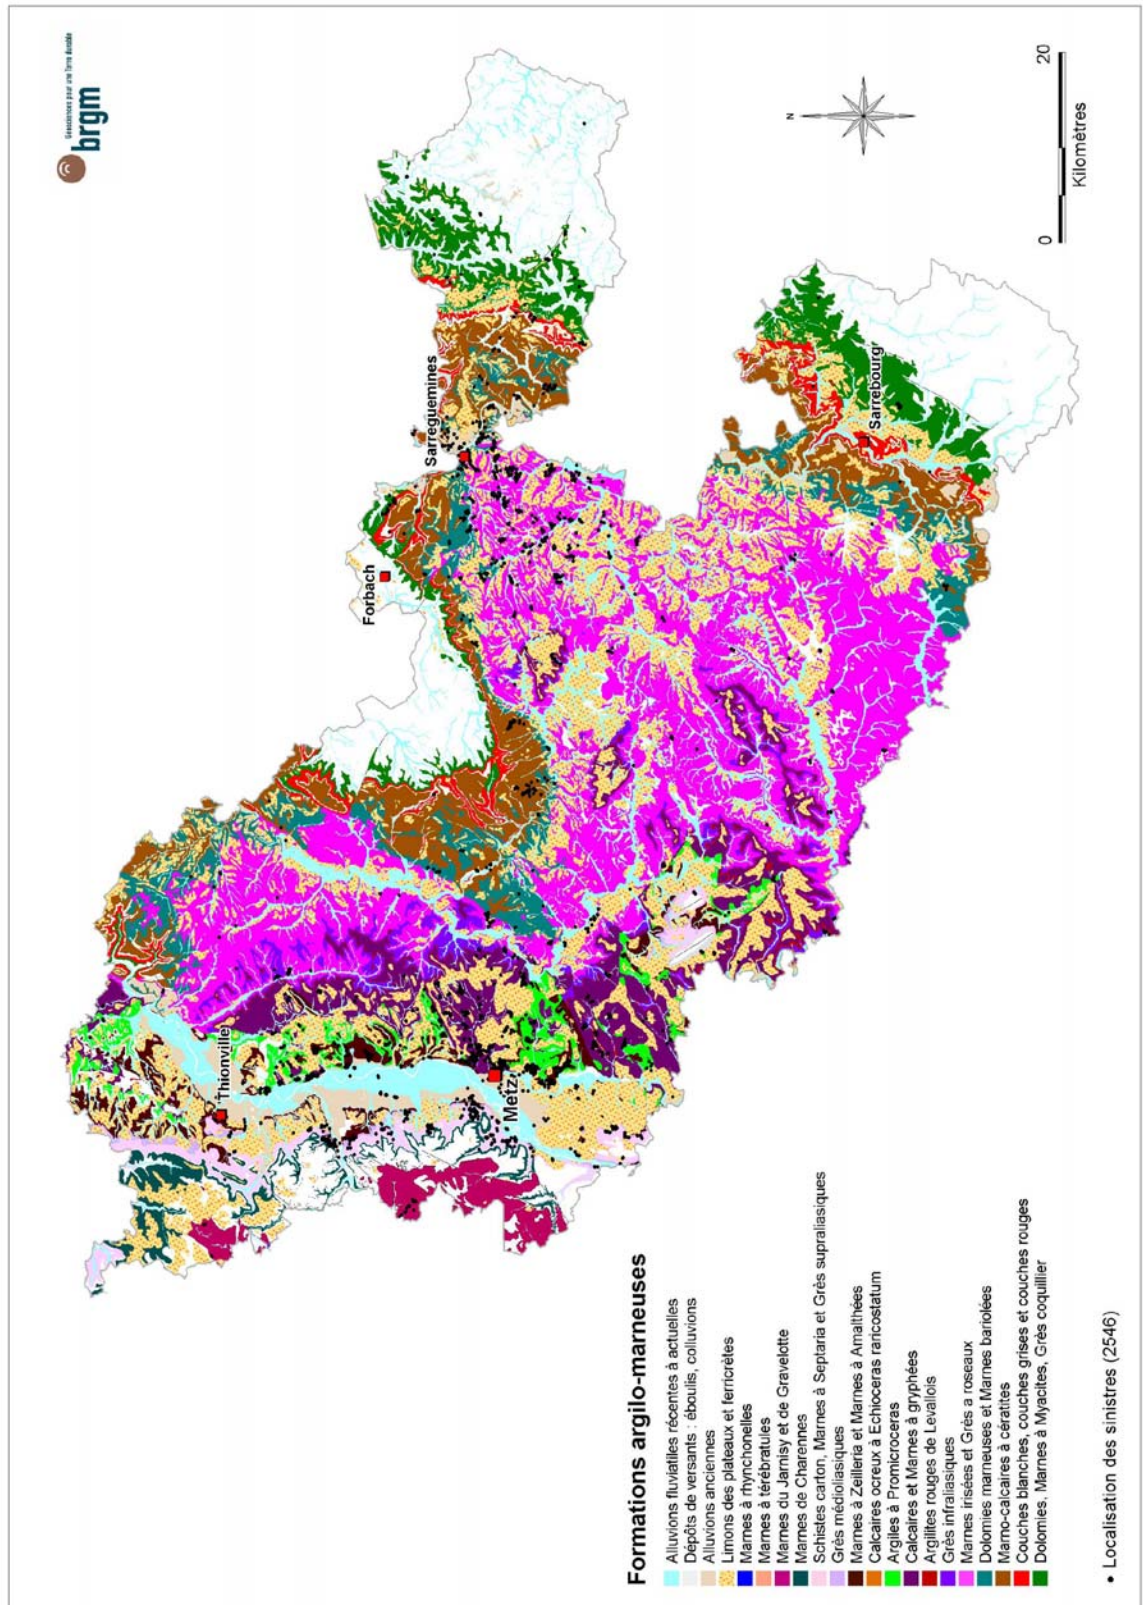 Géosciences pour une Terre durable
brgm
Sarreguemines
Forbach
Thionville
Metz
Sarrebourg
N
0 20
Kilomètres
Formations argilo-marneuses
Alluvions fluviatiles récentes à actuelles
Dépôts de versants : éboulis, colluvions
Alluvions anciennes
Limons des plateaux et ferricrètes
Marnes à rhynchonelles
Marnes à térébratules
Marnes du Jarnisy et de Gravelotte
Marnes de Charennes
Schistes carton, Marnes à Septaria et Grès supraliasiques
Grès médioliasiques
Marnes à Zeilleria et Marnes à Amalthées
Calcaires ocreux à Echioceras raricostatum
Argiles à Promicroceras
Calcaires et Marnes à gryphées
Argilites rouges de Levallois
Grès infraliasiques
Marnes irisées et Grès a roseaux
Dolomies marneuses et Marnes bariolées
Marno-calcaires à cératites
Couches blanches, couches grises et couches rouges
Dolomies, Marnes à Myacites, Grès coquillier
• Localisation des sinistres (2546)